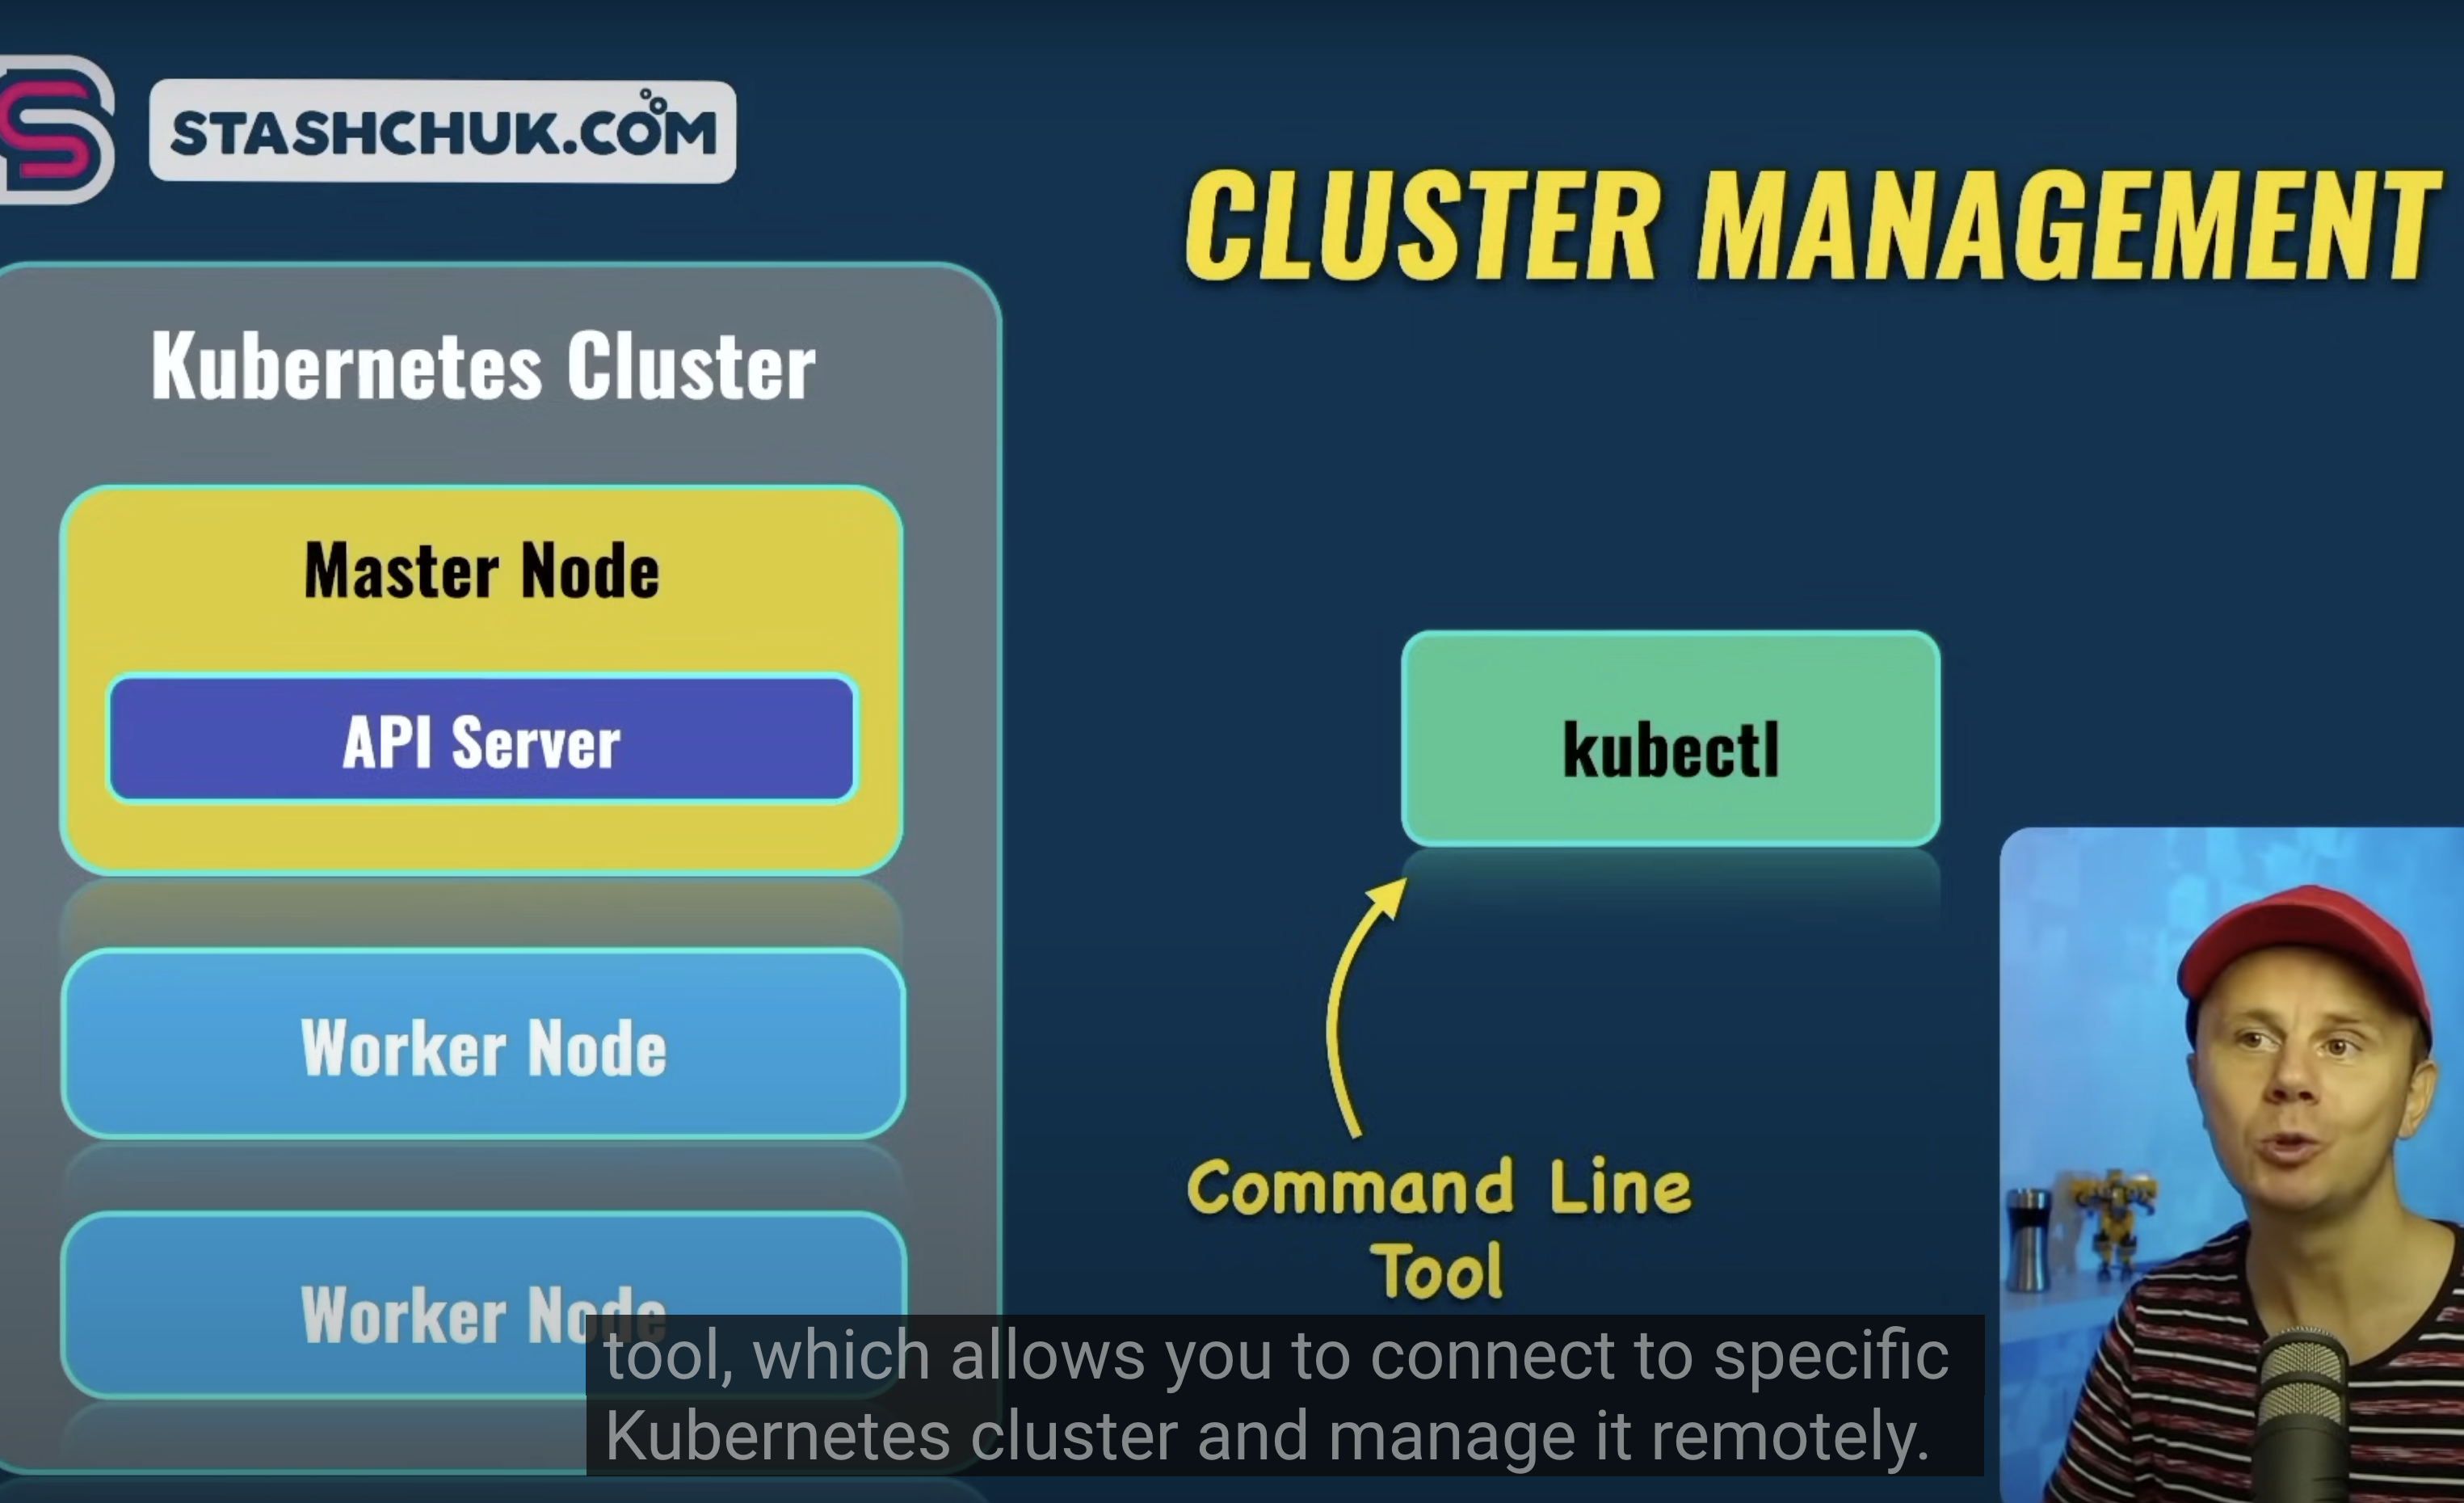 STASHCHUK.COM
CLUSTER MANAGEMENT
Kubernetes Cluster
Master Node
API Server
Worker Node
Worker Node
kubectl
Command Line
Tool
tool, which allows you to connect to specific
Kubernetes cluster and manage it remotely.